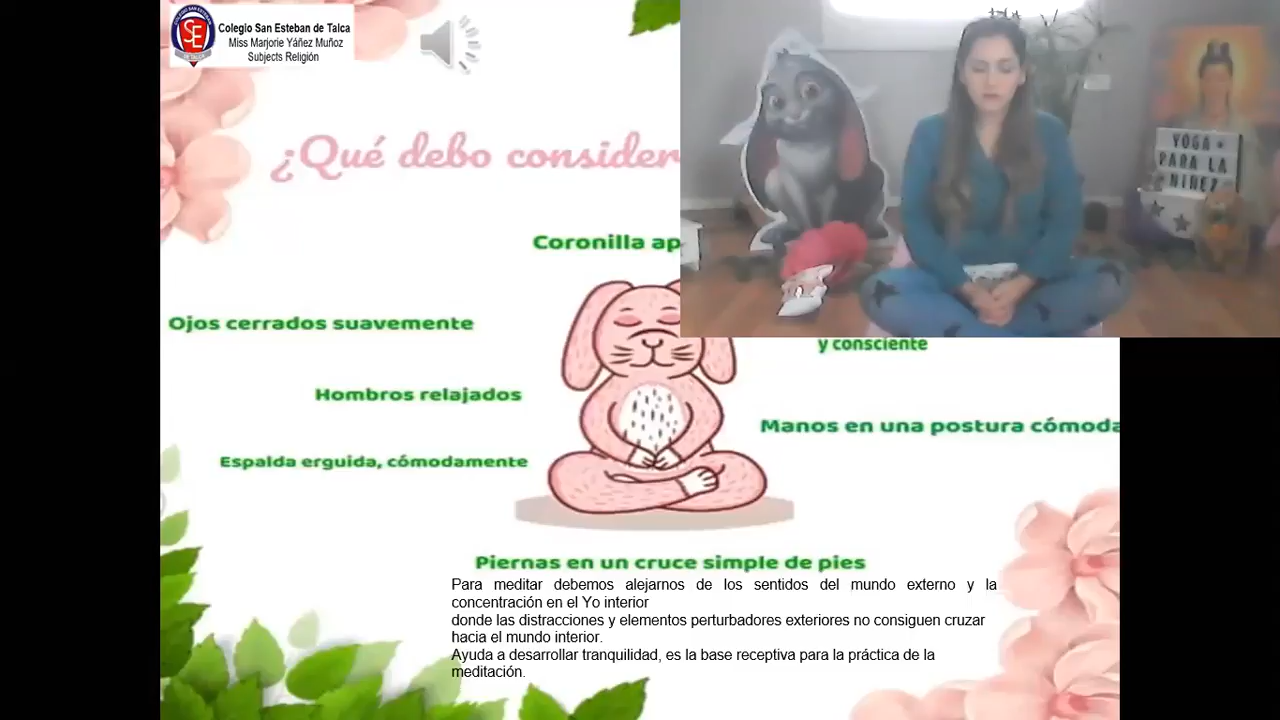 Colegio San Esteban de Talca
Miss Marjorie Yáñez Muñoz
Subjects Religión
¿Qué debo consider
Coronilla ap
YOGA
PARA LA
NIÑEZ
Ojos cerrados suavemente
y consciente
Hombros relajados
Manos en una postura cómoda
Espalda erguida, cómodamente
Piernas en un cruce simple de pies
Para meditar debemos alejarnos de los sentidos del mundo externo y la
concentración en el Yo interior
donde las distracciones y elementos perturbadores exteriores no consiguen cruzar
hacia el mundo interior.
Ayuda a desarrollar tranquilidad, es la base receptiva para la práctica de la
meditación.